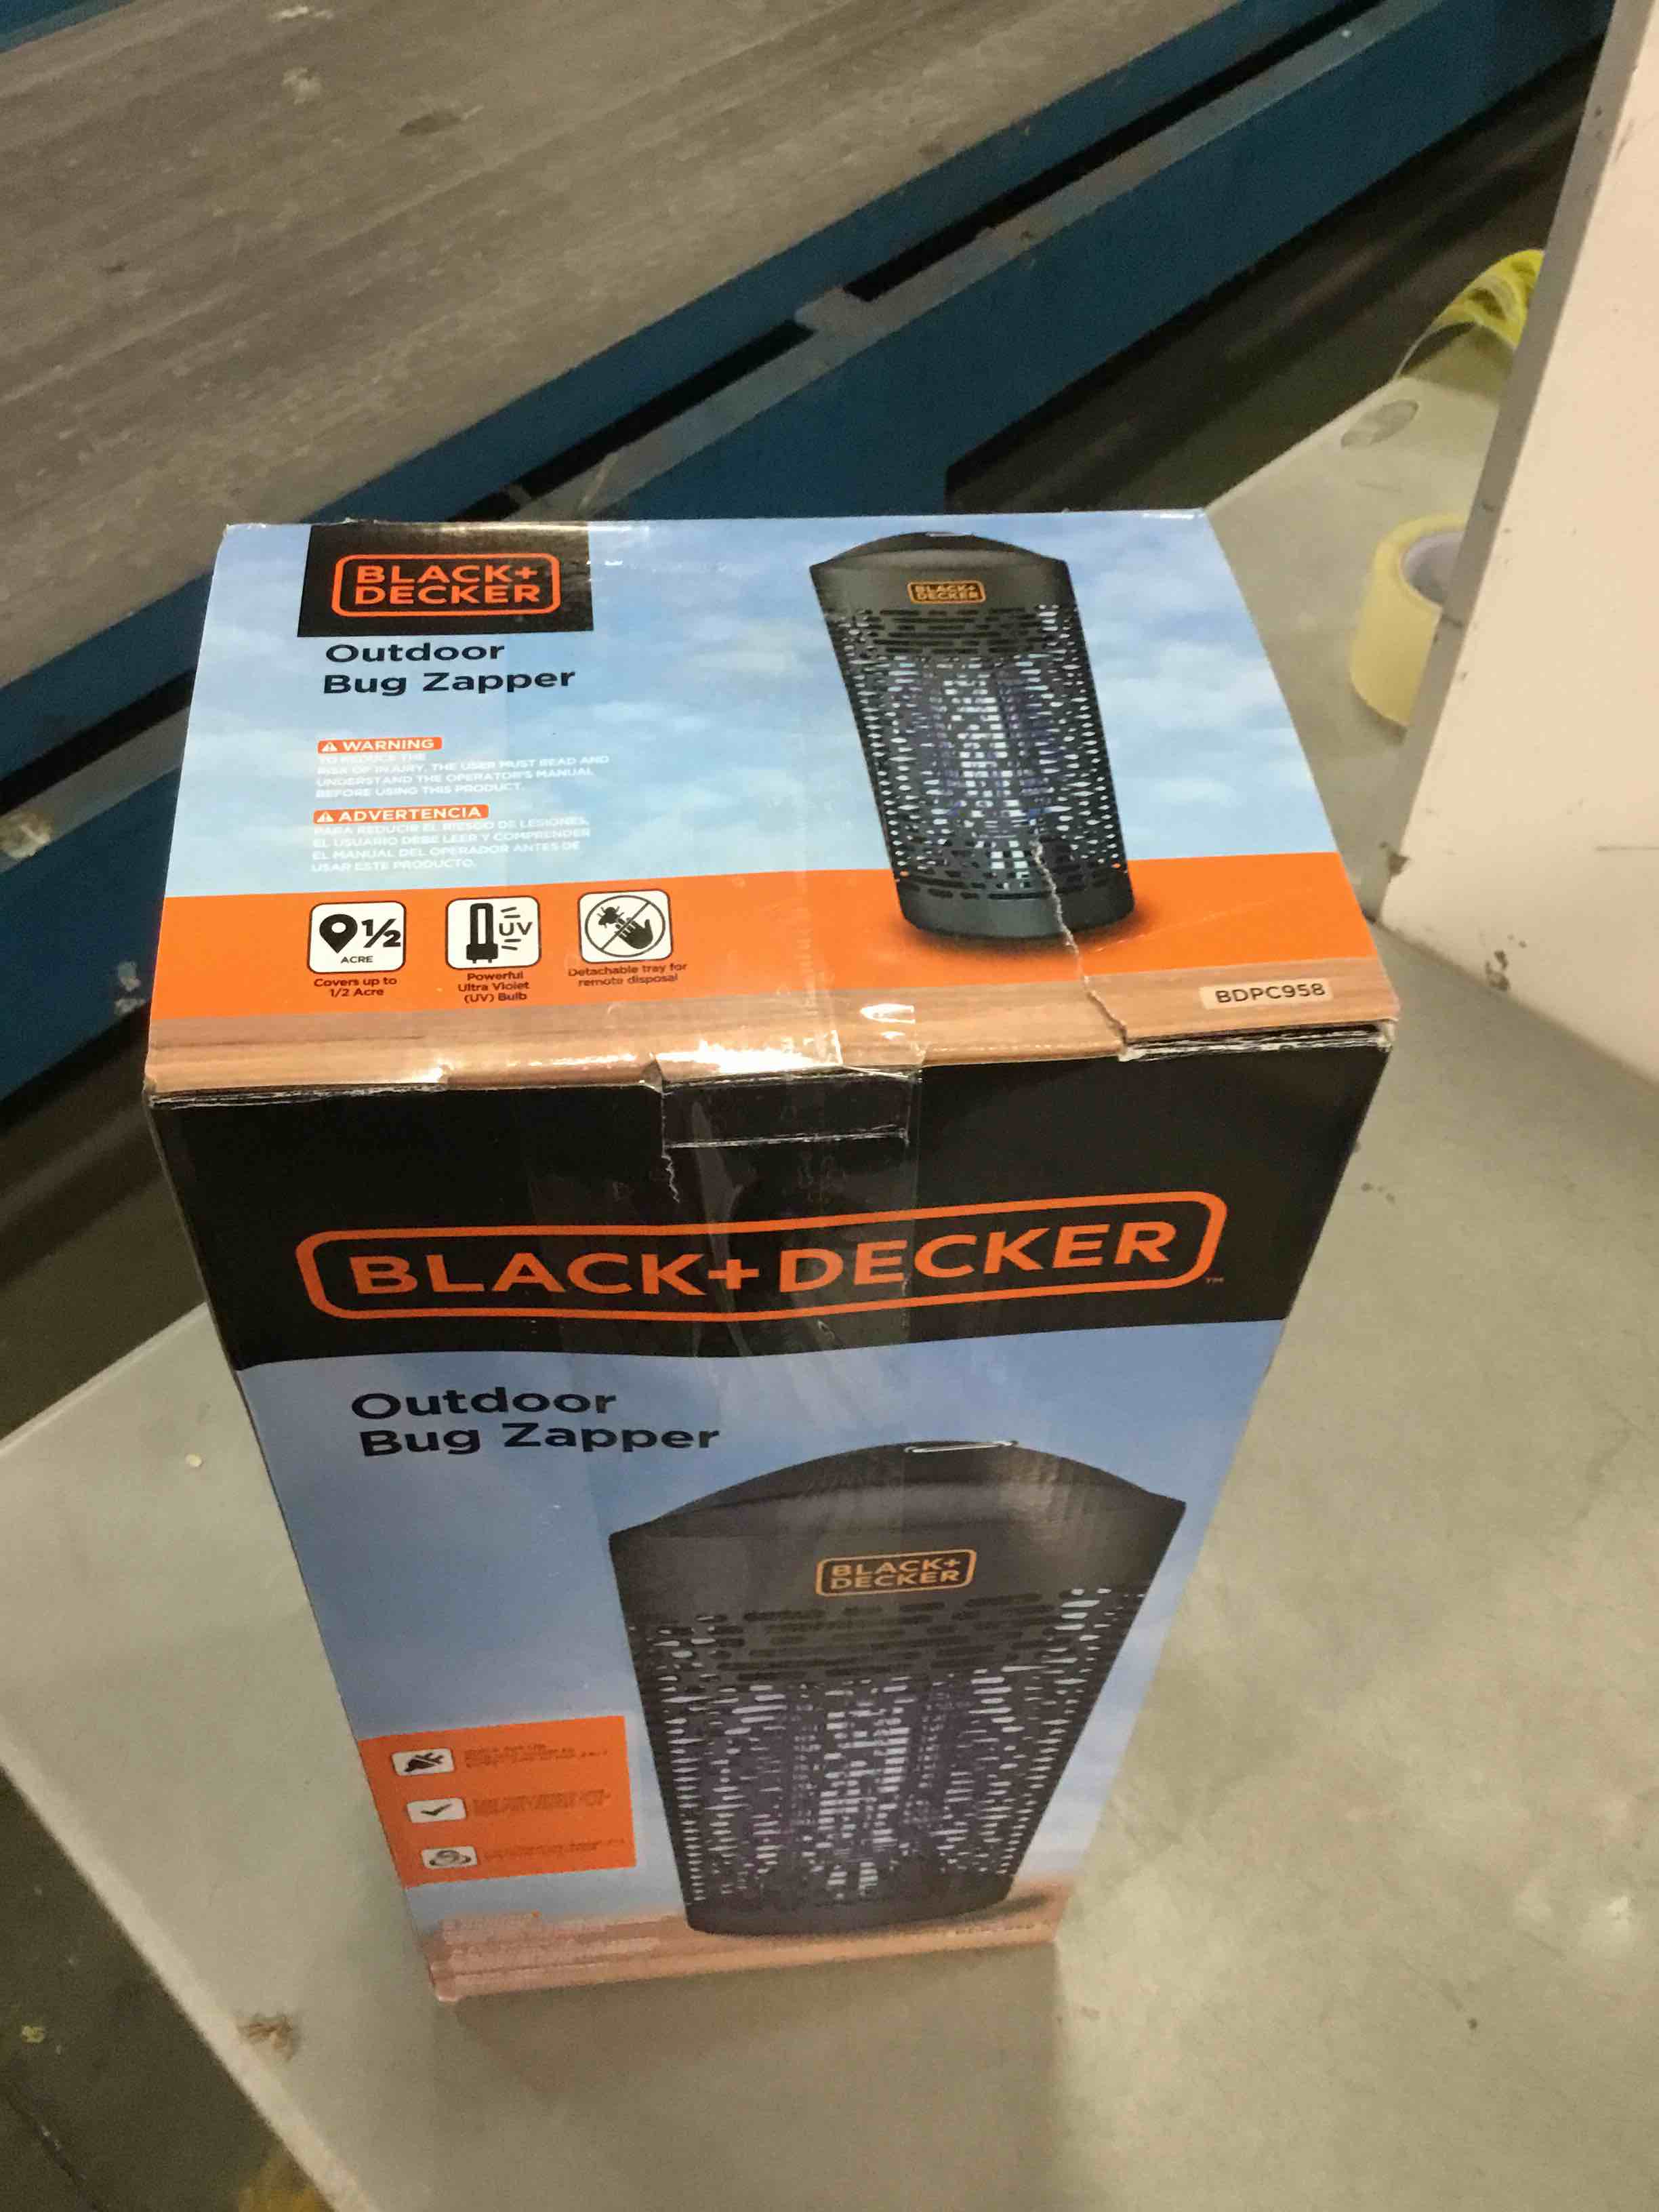 BLACK+
DECKER
Outdoor
Bug Zapper
WARNING
TO REDUCE THE
RISK OF INJURY, THE USER MUST READ AND
UNDERSTAND THE OPERATOR'S MANUAL
BEFORE USING THIS PRODUCT.
ADVERTENCIA
PARA REDUCIR EL RIESGO DE LESIONES,
EL USUARIO DEBE LEER Y COMPRENDER
EL MANUAL DEL OPERADOR ANTES DE
USAR ESTE PRODUCTO.
1/2
ACRE
Covers up to
1/2 Acre
UV
Powerful
Ultra Violet
(UV) Bulb
Detachable tray for
remote disposal
BLACK+
DECKER
BDPC958
BLACK+DECKER™
Outdoor
Bug Zapper
BLACK+
DECKER